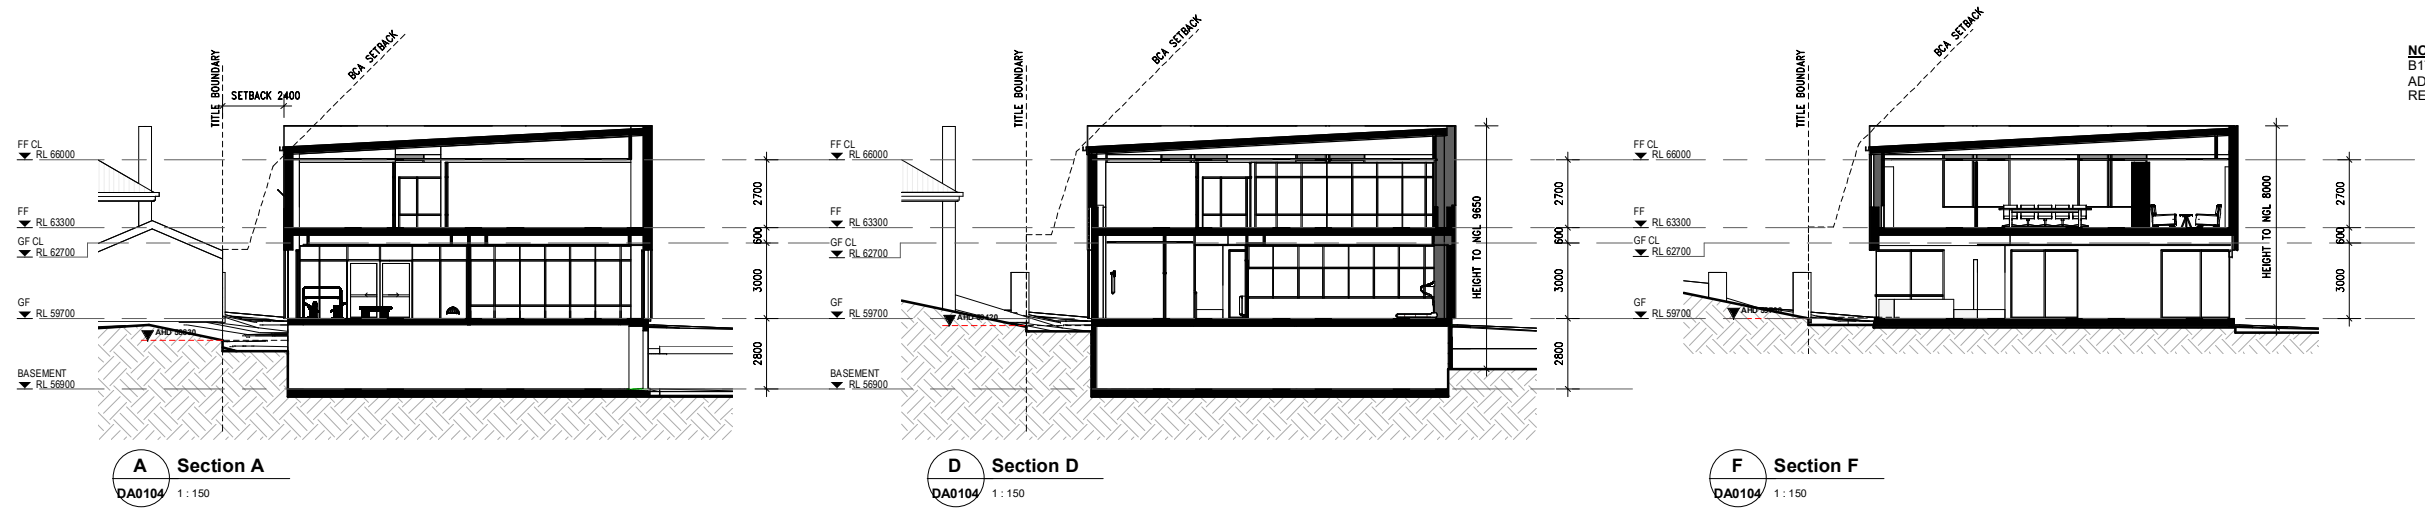 TITLE BOUNDARY
SETBACK 2400
BCA SETBACK
FF CL
RL 66000
FF
RL 63300
GF CL
RL 62700
GF
RL 59700
BASEMENT
RL 56900
2700
600
3000
2800
A
DA0104
Section A
1 : 150
TITLE BOUNDARY
BCA SETBACK
FF CL
RL 66000
FF
RL 63300
GF CL
RL 62700
GF
RL 59700
BASEMENT
RL 56900
HEIGHT TO NGL 9650
2700
600
3000
2800
D
DA0104
Section D
1 : 150
TITLE BOUNDARY
BCA SETBACK
FF CL
RL 66000
FF
RL 63300
GF CL
RL 62700
GF
RL 59700
HEIGHT TO NGL 8000
2700
600
3000
F
DA0104
Section F
1 : 150
NO
B1
AD
RE